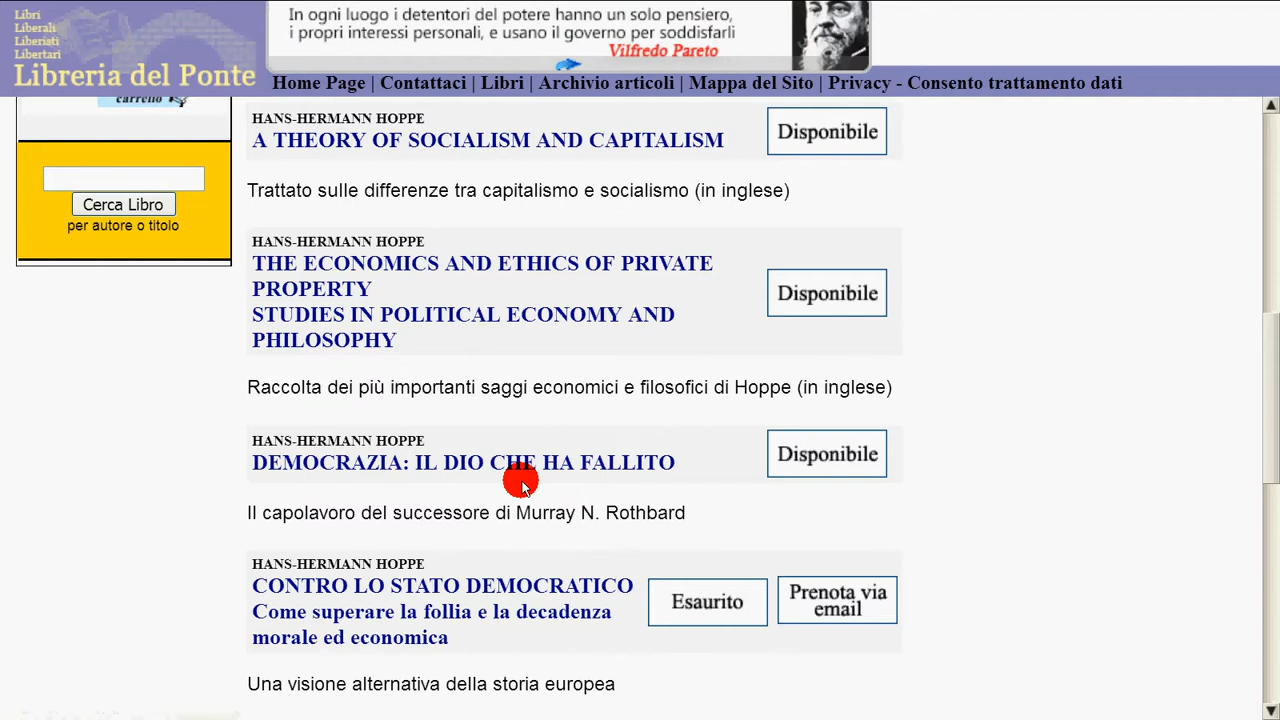 Libri
Liberali
Liberisti
Libertari
Libreria del Ponte
In ogni luogo i detentori del potere hanno un solo pensiero,
i propri interessi personali, e usano il governo per soddisfarli
Vilfredo Pareto
Home Page | Contattaci | Libri | Archivio articoli | Mappa del Sito | Privacy - Consento trattamento dati
carrello
Cerca Libro
per autore o titolo
HANS-HERMANN HOPPE
A THEORY OF SOCIALISM AND CAPITALISM
Disponibile
Trattato sulle differenze tra capitalismo e socialismo (in inglese)
HANS-HERMANN HOPPE
THE ECONOMICS AND ETHICS OF PRIVATE
PROPERTY
STUDIES IN POLITICAL ECONOMY AND
PHILOSOPHY
Disponibile
Raccolta dei più importanti saggi economici e filosofici di Hoppe (in inglese)
HANS-HERMANN HOPPE
DEMOCRAZIA: IL DIO CHE HA FALLITO
Disponibile
Il capolavoro del successore di Murray N. Rothbard
HANS-HERMANN HOPPE
CONTRO LO STATO DEMOCRATICO
Come superare la follia e la decadenza
morale ed economica
Esaurito
Prenota via
email
Una visione alternativa della storia europea